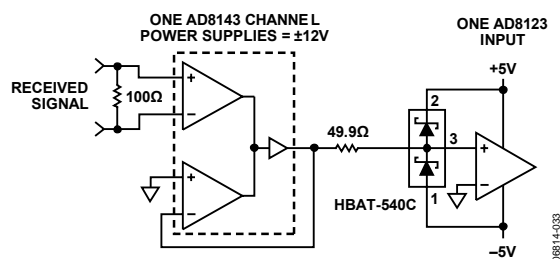 ONE AD8143 CHANNEL
POWER SUPPLIES = ±12V
ONE AD8123
INPUT
RECEIVED
SIGNAL
100Ω
+
–
+
–
49.9Ω
+5V
2
3
1
+
–
HBAT-540C
–5V
06814-033